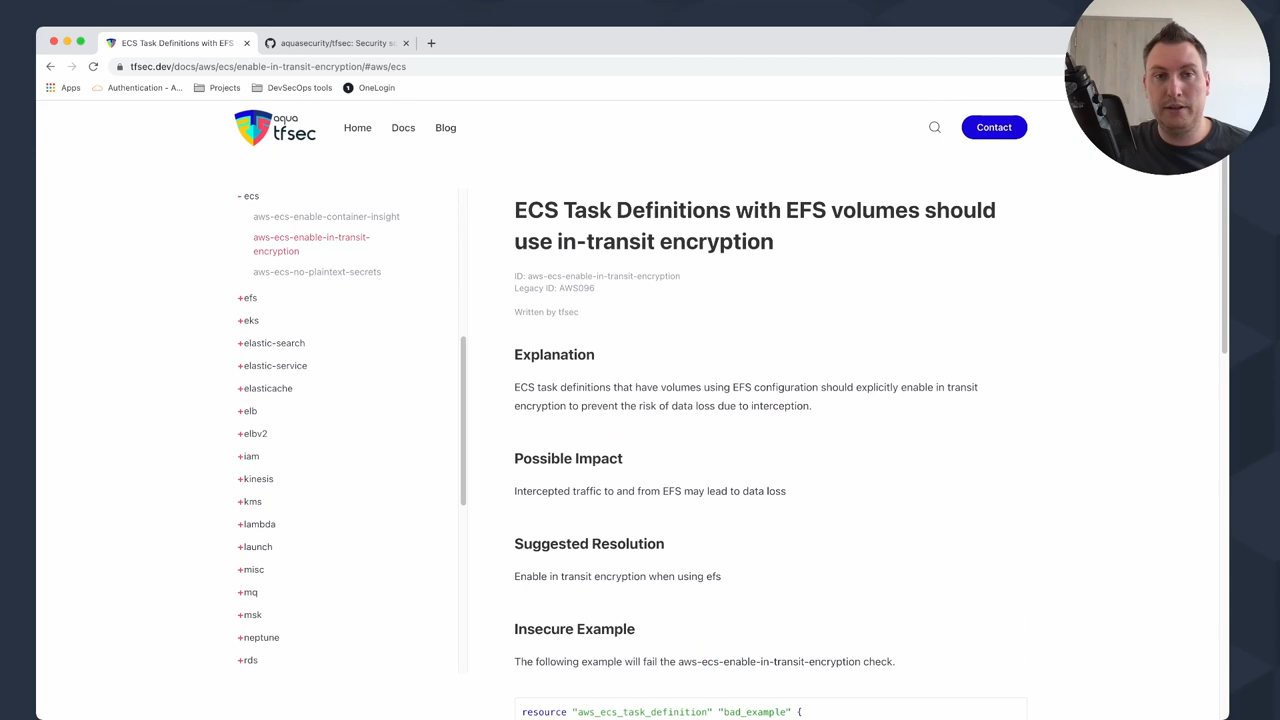 ECS Task Definitions with EFS
aquasecurity/tfsec: Security sc
tfsec.dev/docs/aws/ecs/enable-in-transit-encryption/#aws/ecs
Apps
Authentication - A...
Projects
DevSecOps tools
OneLogin
aqua
tfsec
Home
Docs
Blog
Contact
- ecs
aws-ecs-enable-container-insight
aws-ecs-enable-in-transit-
encryption
aws-ecs-no-plaintext-secrets
+efs
+eks
+elastic-search
+elastic-service
+elasticache
+elb
+elbv2
+iam
+kinesis
+kms
+lambda
+launch
+misc
+mq
+msk
+neptune
+rds
ECS Task Definitions with EFS volumes should
use in-transit encryption
ID: aws-ecs-enable-in-transit-encryption
Legacy ID: AWS096
Written by tfsec
Explanation
ECS task definitions that have volumes using EFS configuration should explicitly enable in transit
encryption to prevent the risk of data loss due to interception.
Possible Impact
Intercepted traffic to and from EFS may lead to data loss
Suggested Resolution
Enable in transit encryption when using efs
Insecure Example
The following example will fail the aws-ecs-enable-in-transit-encryption check.
resource "aws_ecs_task_definition" "bad_example" {